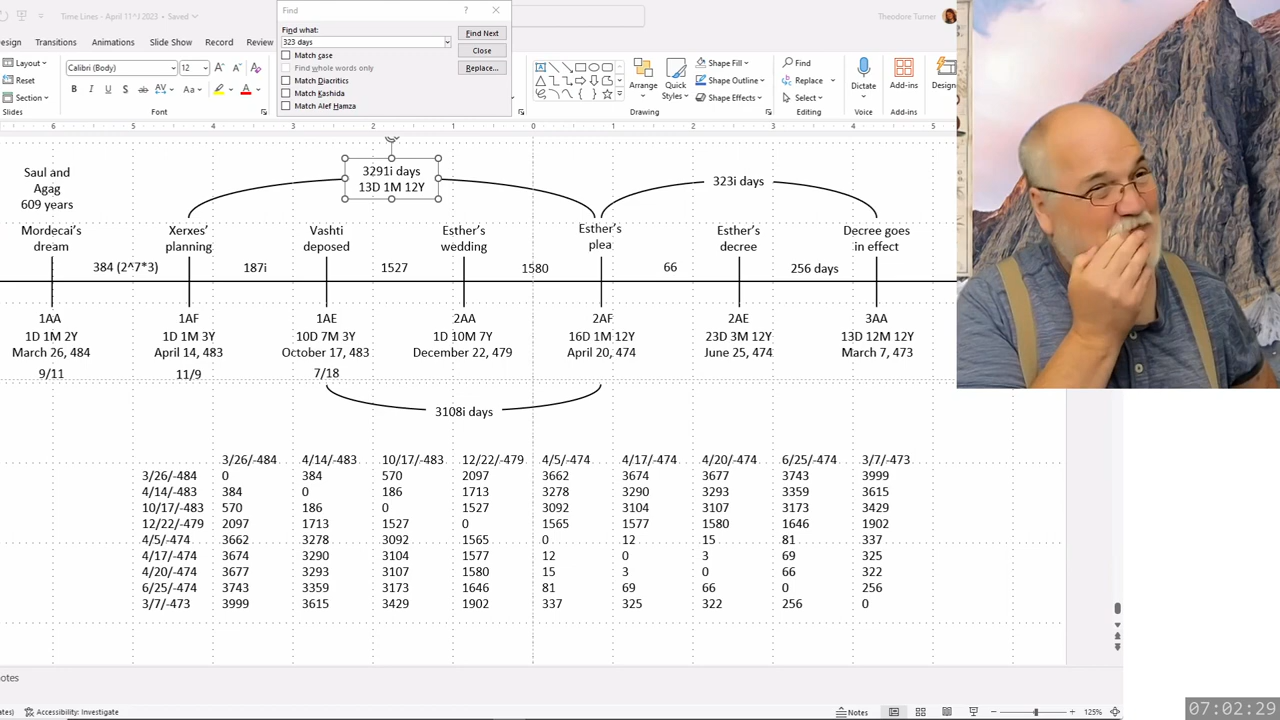 Time Lines - April 11^J 2023 • Saved
Find
Theodore Turner
Design
Transitions
Animations
Slide Show
Record
Review
Find what:
323 days
Match case
Find whole words only
Match Diacritics
Match Kashida
Match Alef Hamza
Find Next
Close
Replace...
Layout
Reset
Section
Slides
Calibri (Body)
12
Font
Arrange
Quick Styles
Shape Fill
Shape Outline
Shape Effects
Drawing
Find
Replace
Select
Editing
Dictate
Voice
Add-ins
Add-ins
6 5 4 3 2 1 0 1 2 3 4 5
Saul and
Agag
609 years
3291i days
13D 1M 12Y
323i days
Mordecai's dream
Xerxes' planning
Vashti deposed
Esther's wedding
Esther's plea
Esther's decree
Decree goes in effect
384 (2^7*3) 187i 1527 1580 66 256 days
1AA 1AF 1AE 2AA 2AF 2AE 3AA
1D 1M 2Y 1D 1M 3Y 10D 7M 3Y 1D 10M 7Y 16D 1M 12Y 23D 3M 12Y 13D 12M 12Y
March 26, 484 April 14, 483 October 17, 483 December 22, 479 April 20, 474 June 25, 474 March 7, 473
9/11 11/9 7/18
3108i days
3/26/-484 4/14/-483 10/17/-483 12/22/-479 4/5/-474 4/17/-474 4/20/-474 6/25/-474 3/7/-473
3/26/-484 0 384 570 2097 3662 3674 3677 3743 3999
4/14/-483 384 0 186 1713 3278 3290 3293 3359 3615
10/17/-483 570 186 0 1527 3092 3104 3107 3173 3429
12/22/-479 2097 1713 1527 0 1565 1577 1580 1646 1902
4/5/-474 3662 3278 3092 1565 0 12 15 81 337
4/17/-474 3674 3290 3104 1577 12 0 3 69 325
4/20/-474 3677 3293 3107 1580 15 3 0 66 322
6/25/-474 3743 3359 3173 1646 81 69 66 0 256
3/7/-473 3999 3615 3429 1902 337 325 322 256 0
otes
ates)
Accessibility: Investigate
Notes
125%
07:02:29